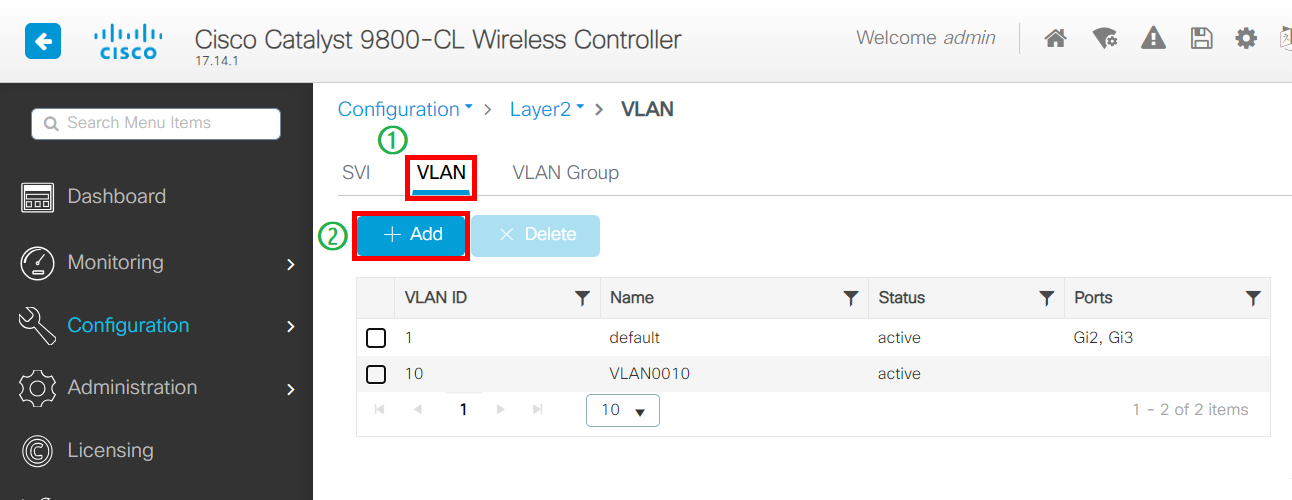 CISCO
Cisco Catalyst 9800-CL Wireless Controller
17.14.1
Welcome admin
Search Menu Items
Dashboard
Monitoring
Configuration
Administration
Licensing
Configuration > Layer2 > VLAN
①
SVI VLAN VLAN Group
② + Add × Delete
VLAN ID Name Status Ports
1 default active Gi2, Gi3
10 VLAN0010 active
1 10 1 - 2 of 2 items